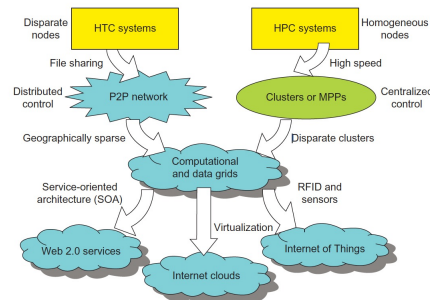 Disparate
nodes
HTC systems
HPC systems
Homogeneous
nodes
File sharing
High speed
Distributed
control
P2P network
Clusters or MPPs
Centralized
control
Geographically sparse
Disparate clusters
Computational
and data grids
Service-oriented
architecture (SOA)
RFID and
sensors
Virtualization
Web 2.0 services
Internet clouds
Internet of Things